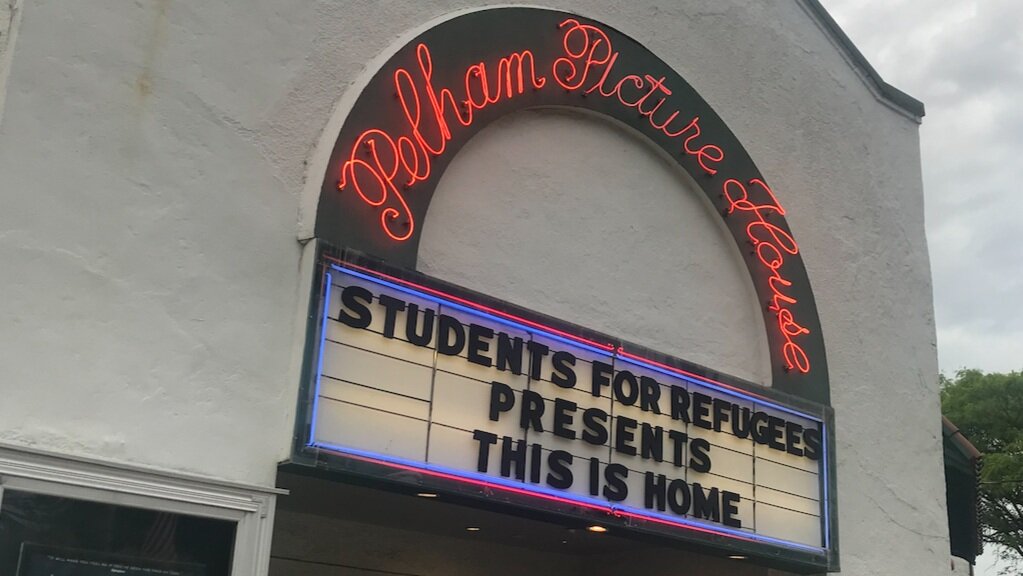 Pelham Picture House
STUDENTS FOR REFUGEES
PRESENTS
THIS IS HOME